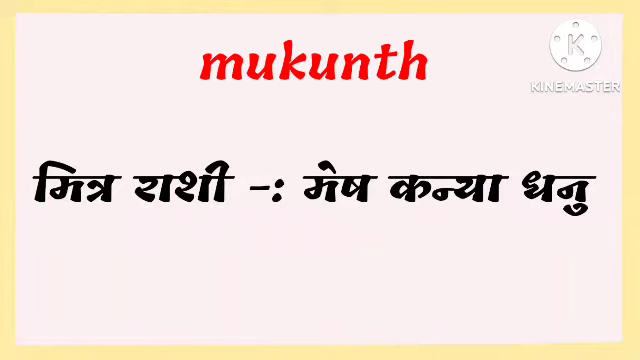 mukunth
KINEMASTER
मित्र राशी -: मेष कन्या धनु